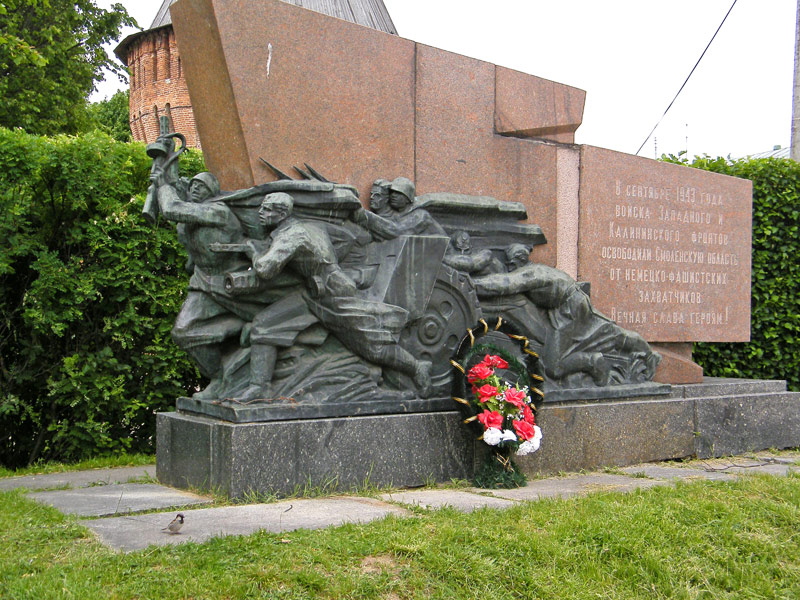 В сентябре 1943 года
войска Западного и
Калининского фронтов
освободили Смоленскую область
от немецко-фашистских
захватчиков
Вечная слава героям!